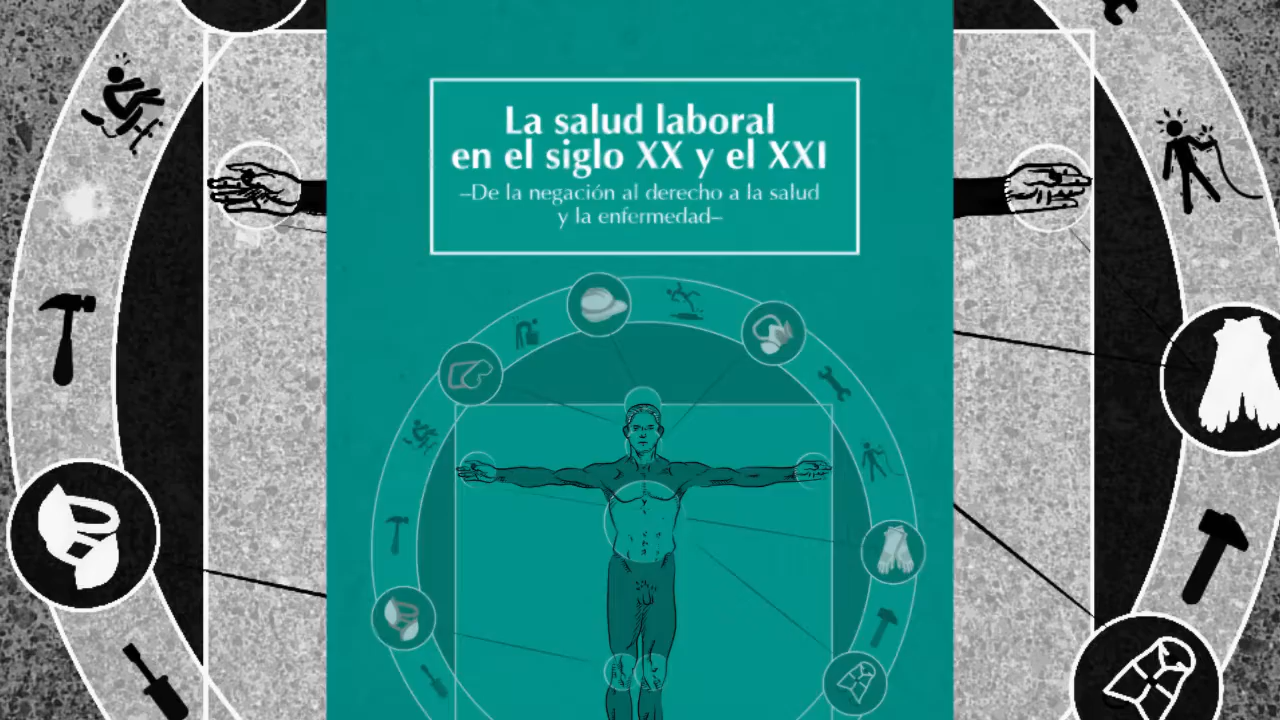 La salud laboral
en el siglo XX y el XXI
–De la negación al derecho a la salud
y la enfermedad–